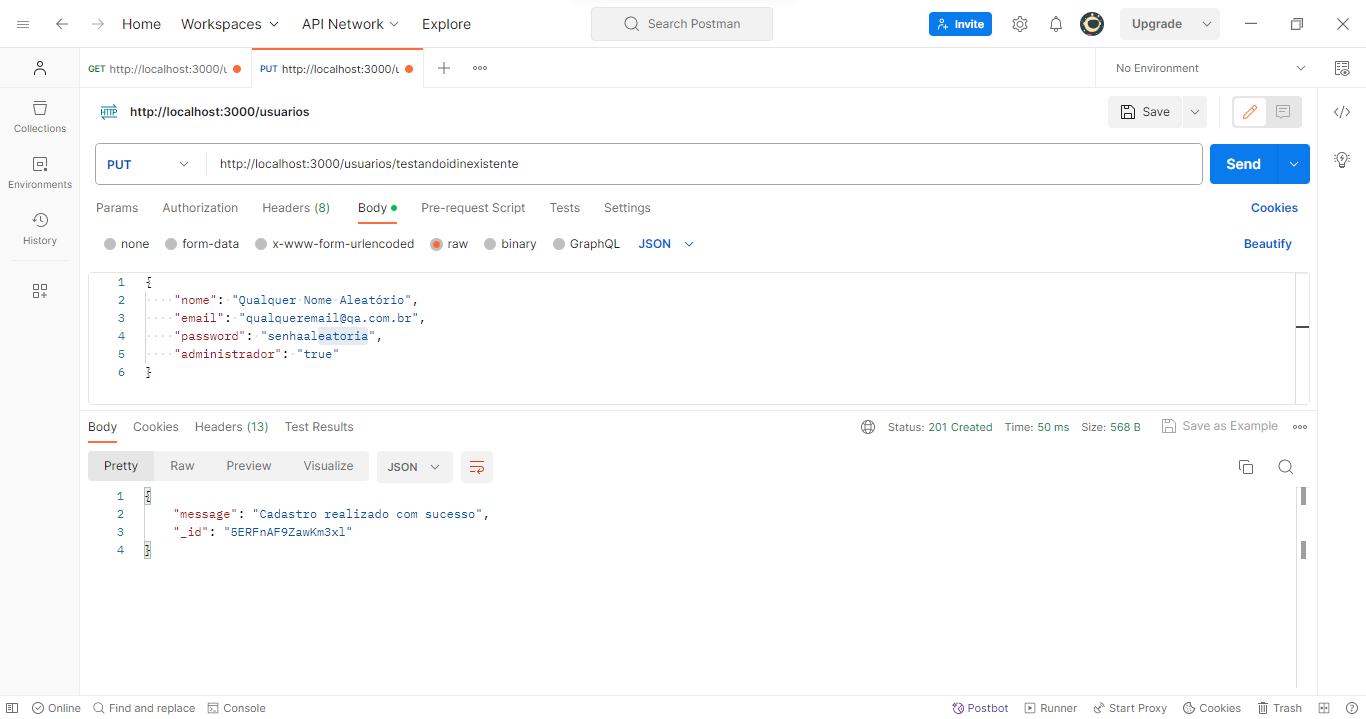 Home Workspaces API Network Explore Search Postman Invite Upgrade
GET http://localhost:3000/u PUT http://localhost:3000/u No Environment
HTTP http://localhost:3000/usuarios Save
Collections
Environments
History
PUT http://localhost:3000/usuarios/testandoidinexistente Send
Params Authorization Headers (8) Body Pre-request Script Tests Settings Cookies
none form-data x-www-form-urlencoded raw binary GraphQL JSON Beautify
1 {
2 "nome": "Qualquer Nome Aleatório",
3 "email": "qualqueremail@qa.com.br",
4 "password": "senhaaleatoria",
5 "administrador": "true"
6 }
Body Cookies Headers (13) Test Results Status: 201 Created Time: 50 ms Size: 568 B Save as Example
Pretty Raw Preview Visualize JSON
1 {
2 "message": "Cadastro realizado com sucesso",
3 "_id": "5ERFnAF9ZawKm3xl"
4 }
Online Find and replace Console Postbot Runner Start Proxy Cookies Trash